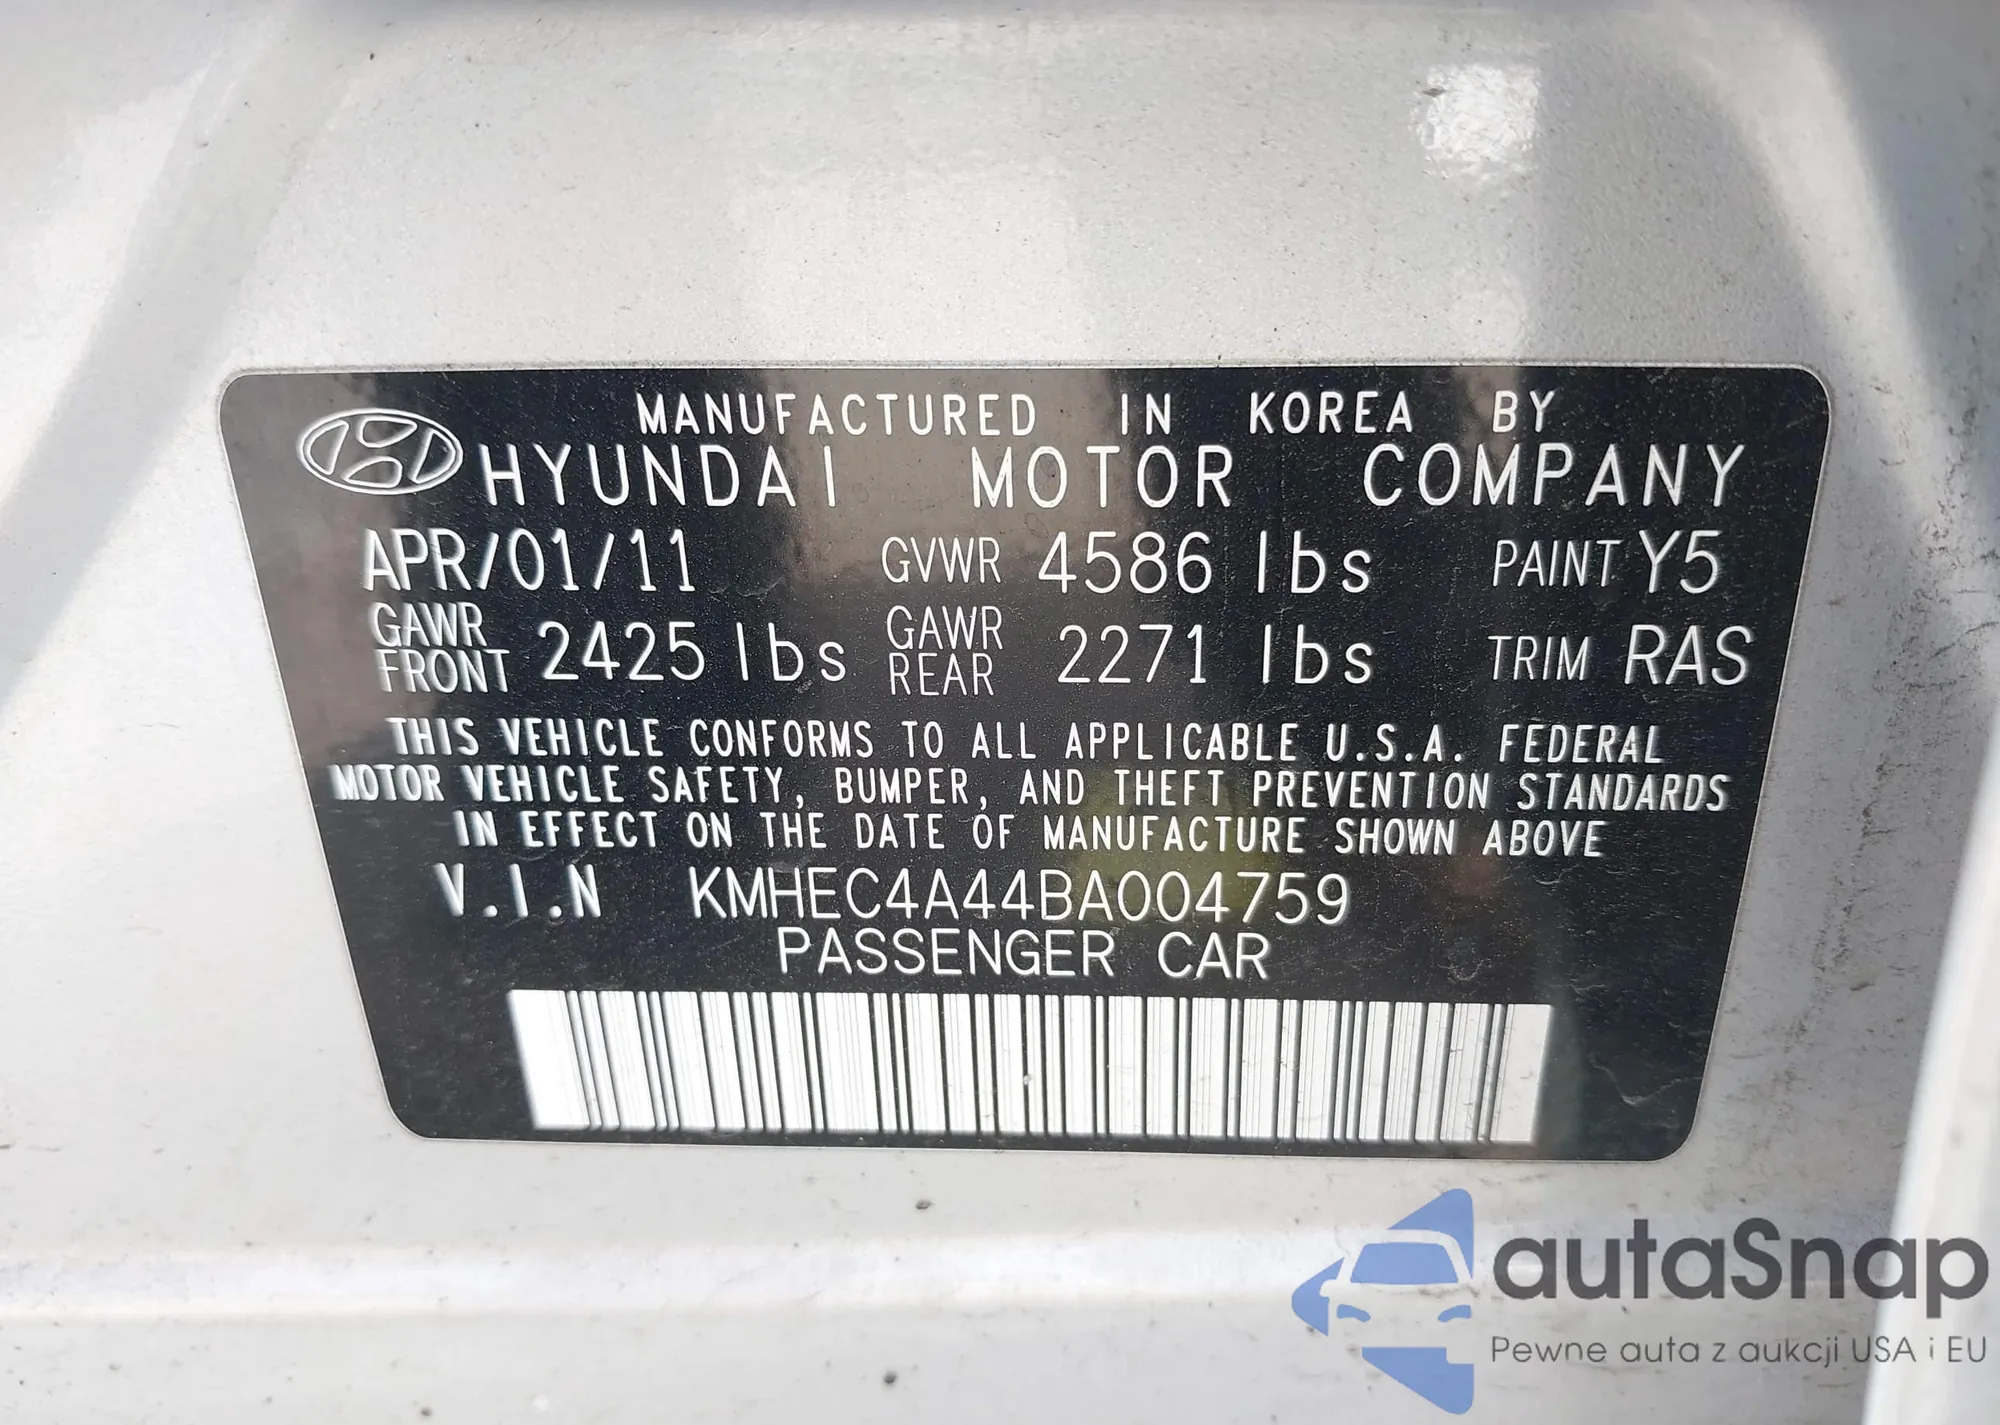 MANUFACTURED IN KOREA BY
HYUNDAI MOTOR COMPANY
APR/01/11 GVWR 4586 lbs PAINT Y5
GAWR FRONT 2425 lbs GAWR REAR 2271 lbs TRIM RAS
THIS VEHICLE CONFORMS TO ALL APPLICABLE U.S.A. FEDERAL
MOTOR VEHICLE SAFETY, BUMPER, AND THEFT PREVENTION STANDARDS
IN EFFECT ON THE DATE OF MANUFACTURE SHOWN ABOVE
V.I.N KMHEC4A44BA004759
PASSENGER CAR
autaSnap
Pewne auta z aukcji USA i EU